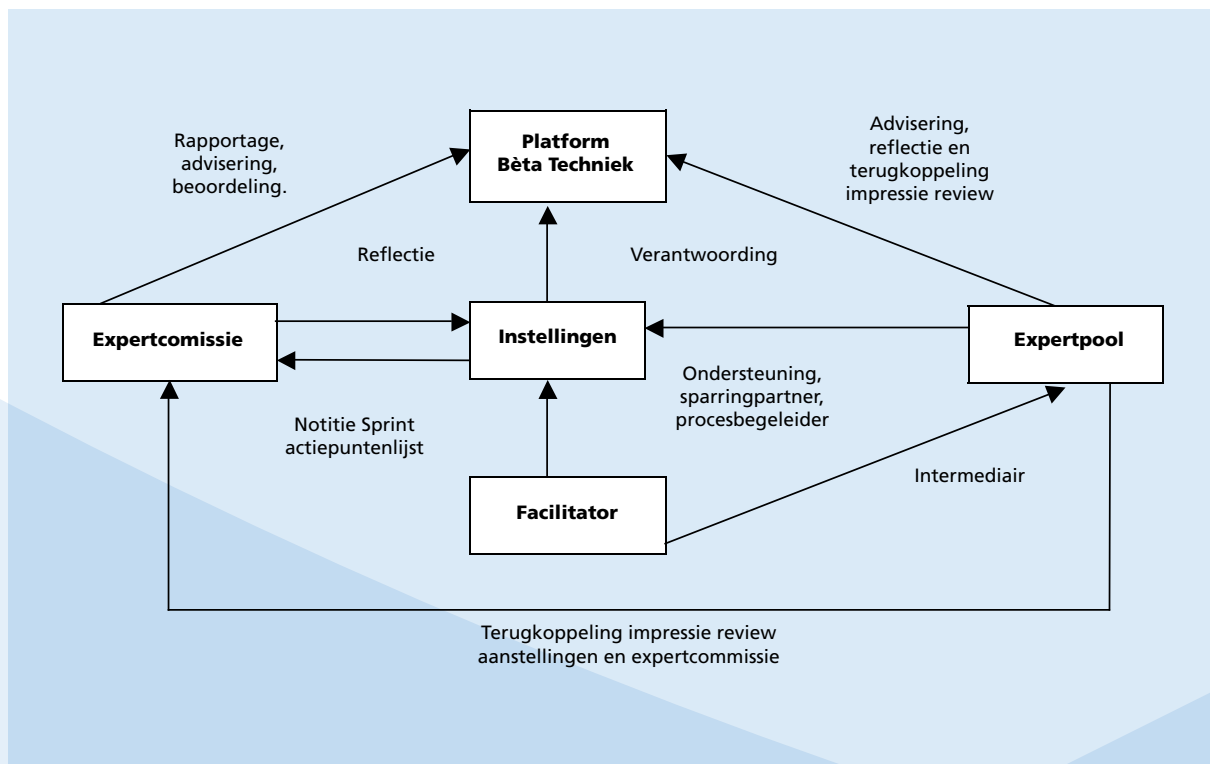 Platform
Bèta Techniek
Rapportage,
advisering,
beoordeling.
Advisering,
reflectie en
terugkoppeling
impressie review
Reflectie
Verantwoording
Expertcomissie
Instellingen
Expertpool
Notitie Sprint
actiepuntenlijst
Ondersteuning,
sparringpartner,
procesbegeleider
Intermediair
Facilitator
Terugkoppeling impressie review
aanstellingen en expertcommissie